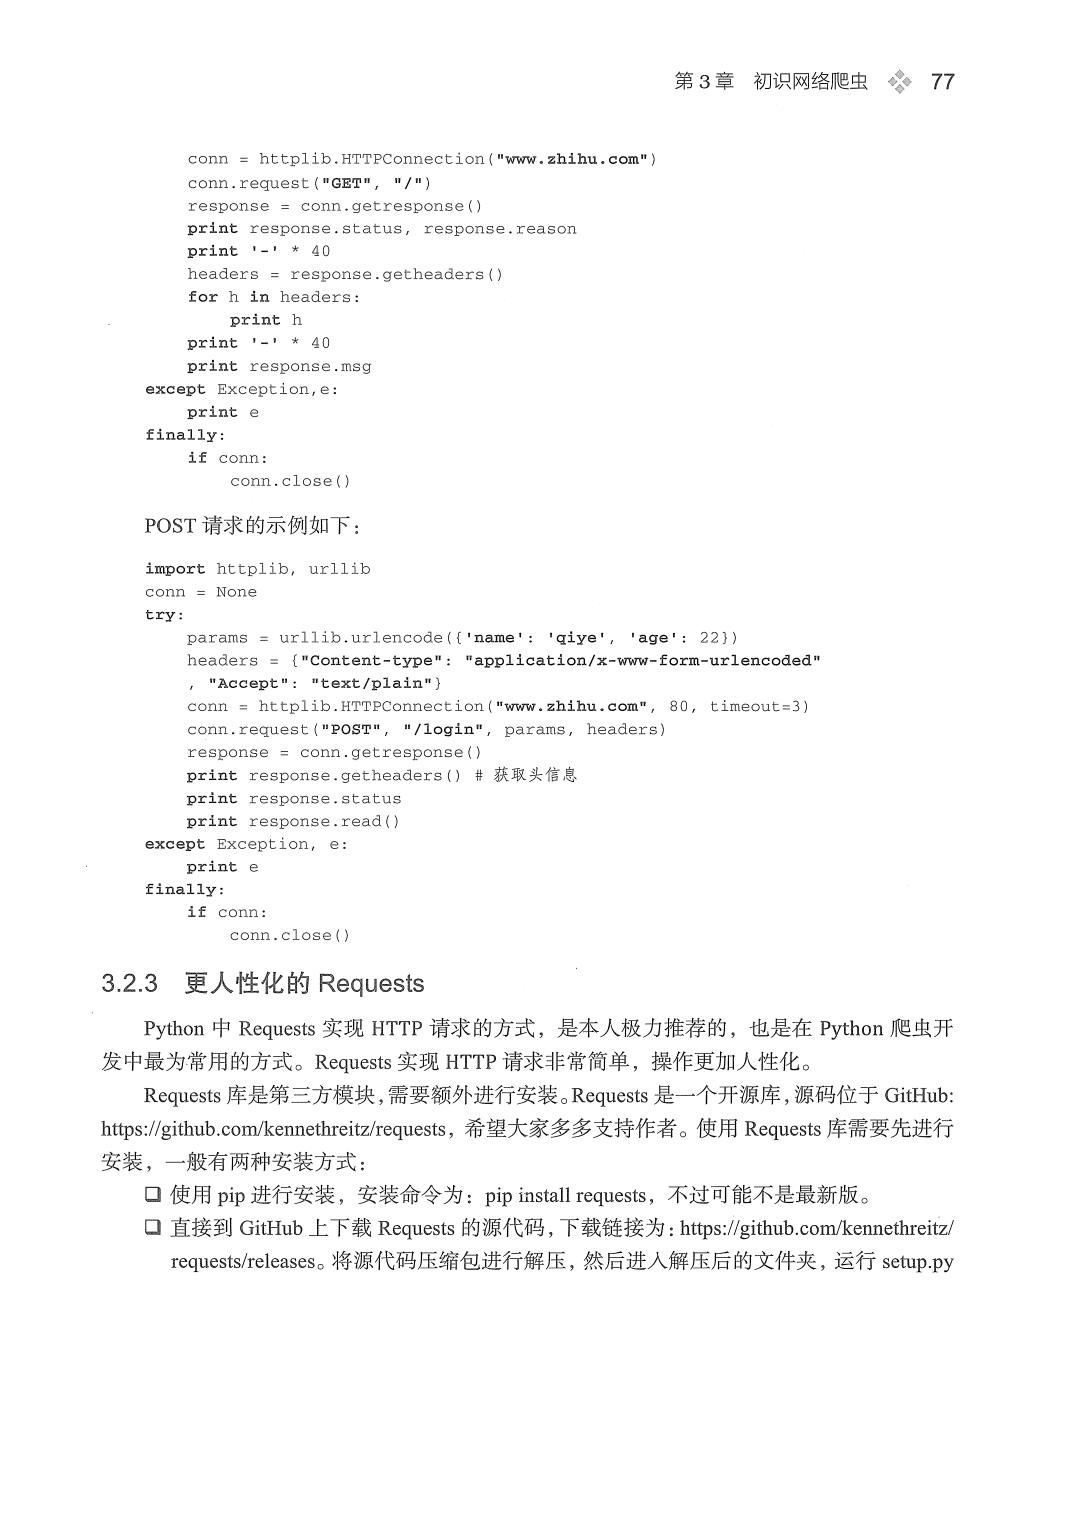 第 3 章 初识网络爬虫 77
conn = httplib.HTTPConnection("www.zhihu.com")
conn.request("GET", "/")
response = conn.getresponse()
print response.status, response.reason
print '-' * 40
headers = response.getheaders()
for h in headers:
print h
print '-' * 40
print response.msg
except Exception,e:
print e
finally:
if conn:
conn.close()
POST 请求的示例如下：
import httplib, urllib
conn = None
try:
params = urllib.urlencode({'name': 'qiye', 'age': 22})
headers = {"Content-type": "application/x-www-form-urlencoded"
, "Accept": "text/plain"}
conn = httplib.HTTPConnection("www.zhihu.com", 80, timeout=3)
conn.request("POST", "/login", params, headers)
response = conn.getresponse()
print response.getheaders() # 获取头信息
print response.status
print response.read()
except Exception, e:
print e
finally:
if conn:
conn.close()
3.2.3 更人性化的 Requests
Python 中 Requests 实现 HTTP 请求的方式，是本人极力推荐的，也是在 Python 爬虫开
发中最为常用的方式。Requests 实现 HTTP 请求非常简单，操作更加人性化。
Requests 库是第三方模块，需要额外进行安装。Requests 是一个开源库，源码位于 GitHub:
https://github.com/kennethreitz/requests，希望大家多多支持作者。使用 Requests 库需要先进行
安装，一般有两种安装方式：
❑ 使用 pip 进行安装，安装命令为：pip install requests，不过可能不是最新版。
❑ 直接到 GitHub 上下载 Requests 的源代码，下载链接为：https://github.com/kennethreitz/
requests/releases。将源代码压缩包进行解压，然后进入解压后的文件夹，运行 setup.py